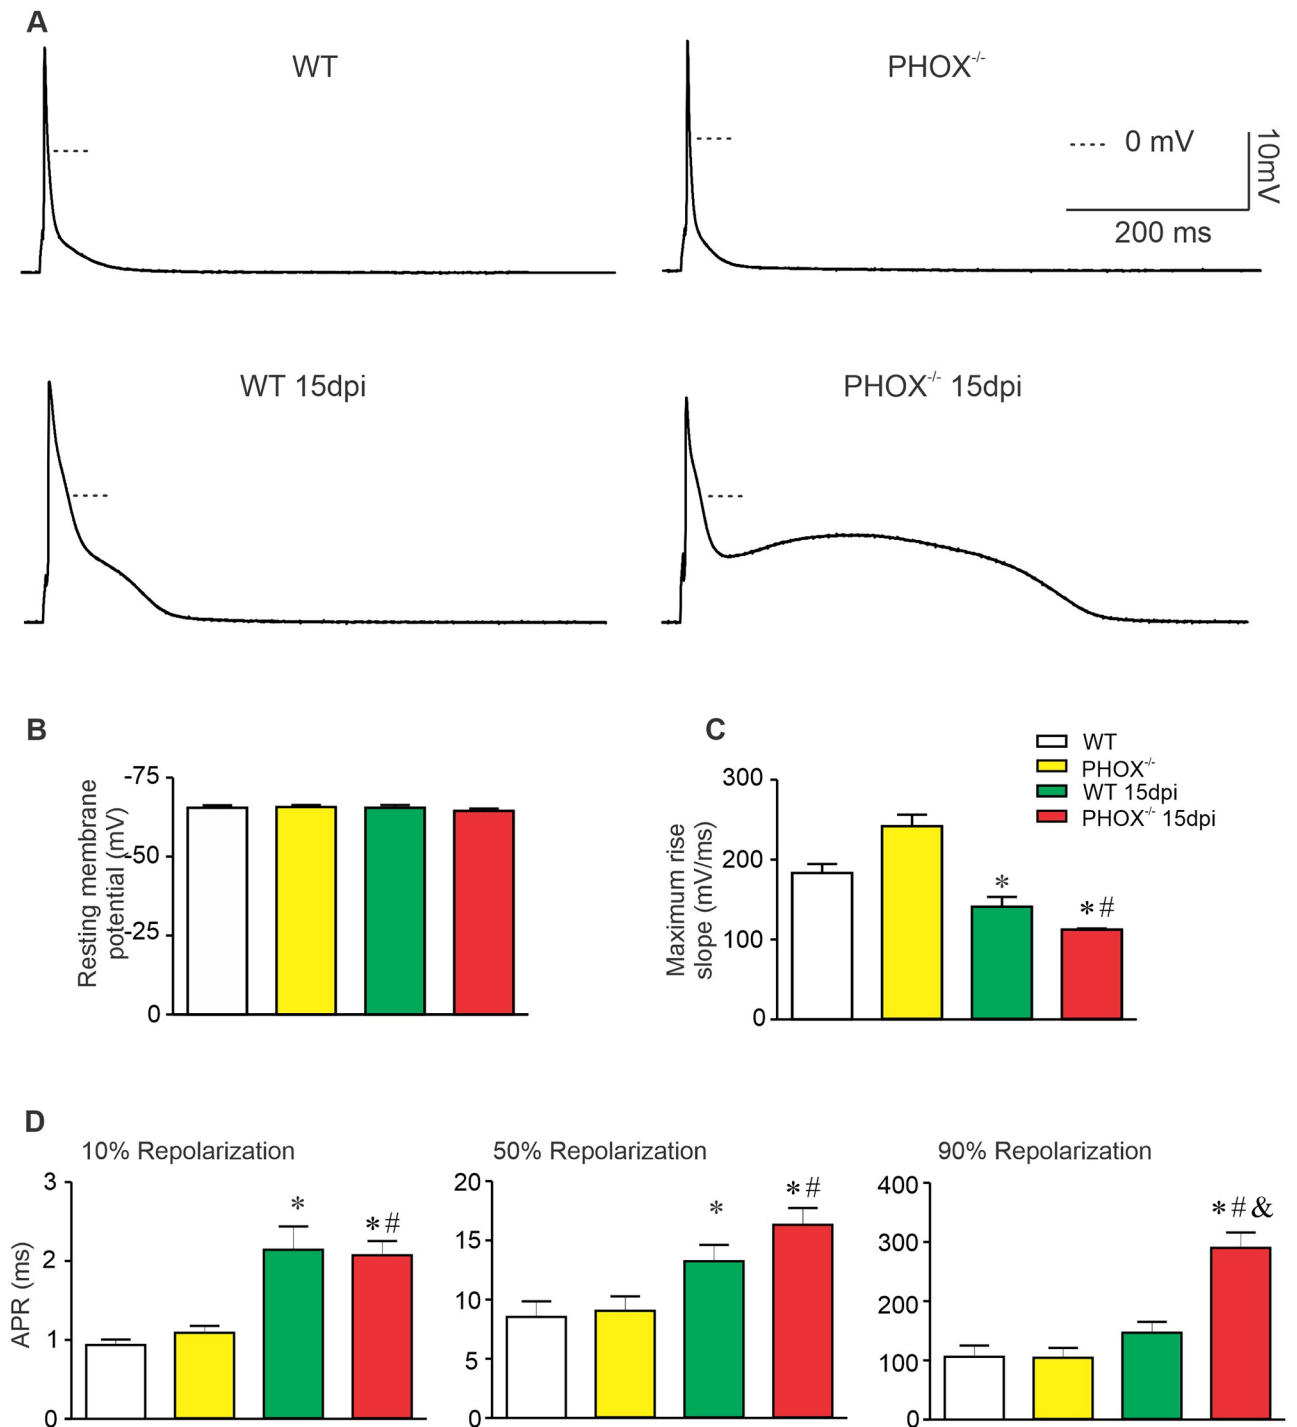 A
WT
PHOX-/-
0 mV
10mV
200 ms
WT 15dpi
PHOX-/- 15dpi
B
Resting membrane
potential (mV)
-75
-50
-25
0
C
WT
PHOX-/-
WT 15dpi
PHOX-/- 15dpi
Maximum rise
slope (mV/ms)
300
200
100
0
*
*#
D
10% Repolarization
APR (ms)
3
2
1
0
*
*#
50% Repolarization
20
15
10
5
0
*
*#
90% Repolarization
400
300
200
100
0
*#&